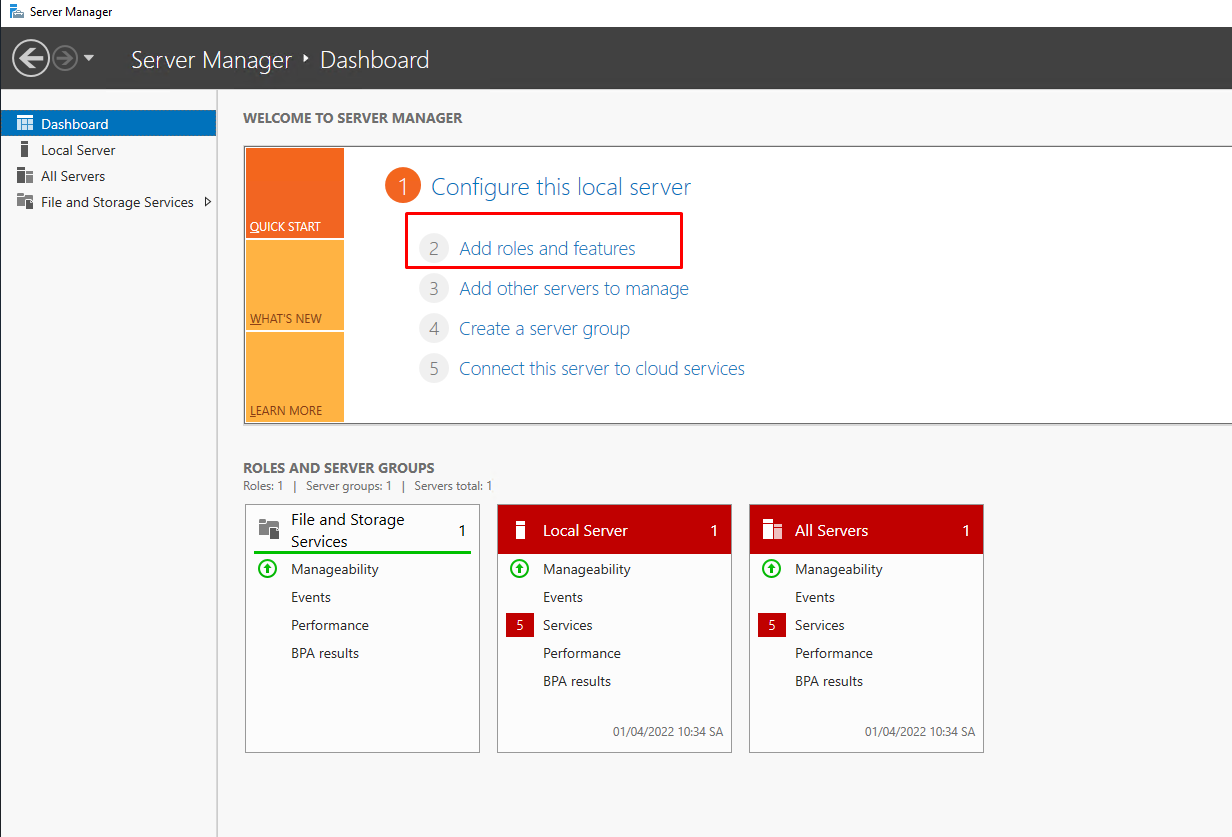 Server Manager
Server Manager ‣ Dashboard
Dashboard
Local Server
All Servers
File and Storage Services
WELCOME TO SERVER MANAGER
QUICK START
WHAT'S NEW
LEARN MORE
1 Configure this local server
2 Add roles and features
3 Add other servers to manage
4 Create a server group
5 Connect this server to cloud services
ROLES AND SERVER GROUPS
Roles: 1 | Server groups: 1 | Servers total: 1
File and Storage
Services 1
Manageability
Events
Performance
BPA results
Local Server 1
Manageability
Events
5 Services
Performance
BPA results
01/04/2022 10:34 SA
All Servers 1
Manageability
Events
5 Services
Performance
BPA results
01/04/2022 10:34 SA